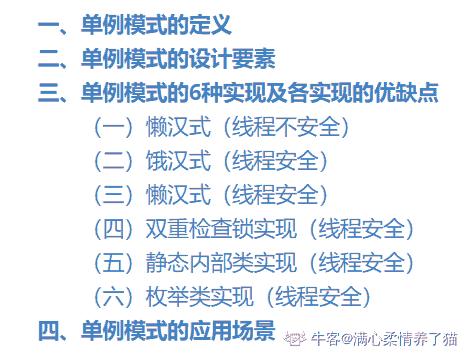 一、单例模式的定义
二、单例模式的设计要素
三、单例模式的6种实现及各实现的优缺点
（一）懒汉式（线程不安全）
（二）饿汉式（线程安全）
（三）懒汉式（线程安全）
（四）双重检查锁实现（线程安全）
（五）静态内部类实现（线程安全）
（六）枚举类实现（线程安全）
四、单例模式的应用场景
牛客@满心柔情养了猫